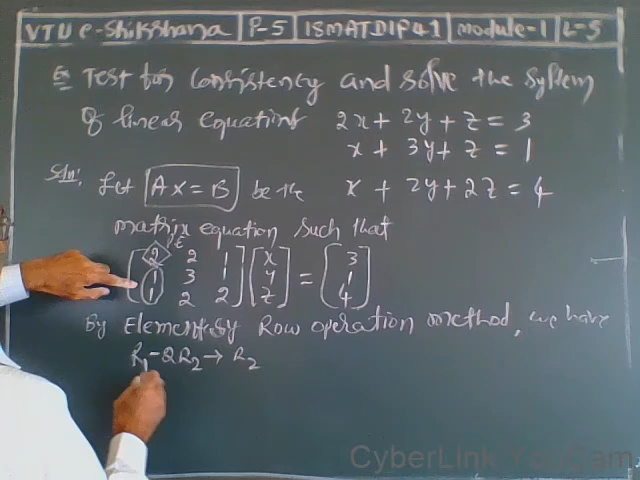 VTU e-Shikshana | P-5 | 18MATDIP41 | Module-1 | L-5
Ex Test for Consistency and solve the system
of linear equations 2x + 2y + z = 3
x + 3y + z = 1
x + 2y + 2z = 4
Soln: Let AX = B be the
matrix equation such that
[2 2 1] [x] [3]
[1 3 1] [y] = [1]
[1 2 2] [z] [4]
By Elementary Row operation method, we have
R1 - 2R2 → R2
CyberLink YouCam